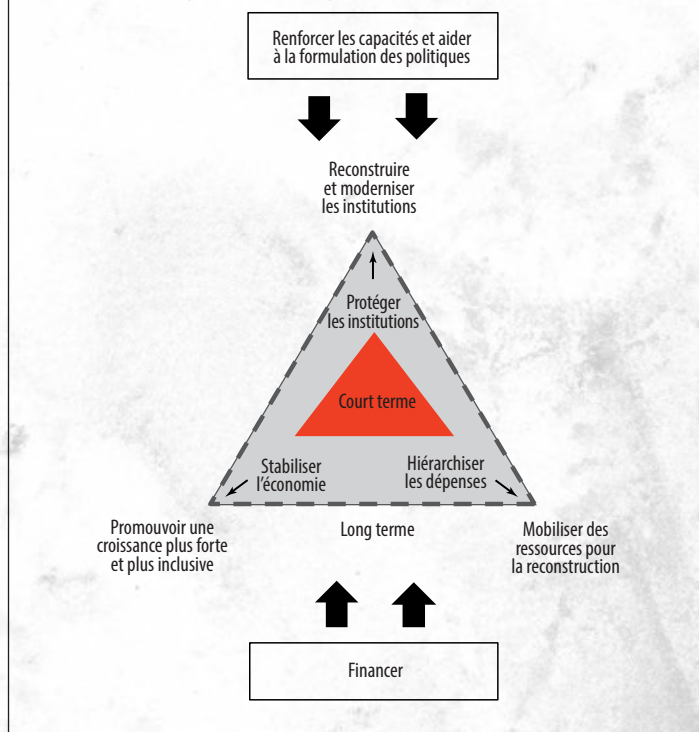 Renforcer les capacités et aider
à la formulation des politiques
Reconstruire
et moderniser
les institutions
Protéger
les institutions
Court terme
Stabiliser
l'économie
Hiérarchiser
les dépenses
Promouvoir une
croissance plus forte
et plus inclusive
Long terme
Mobiliser des
ressources pour
la reconstruction
Financer